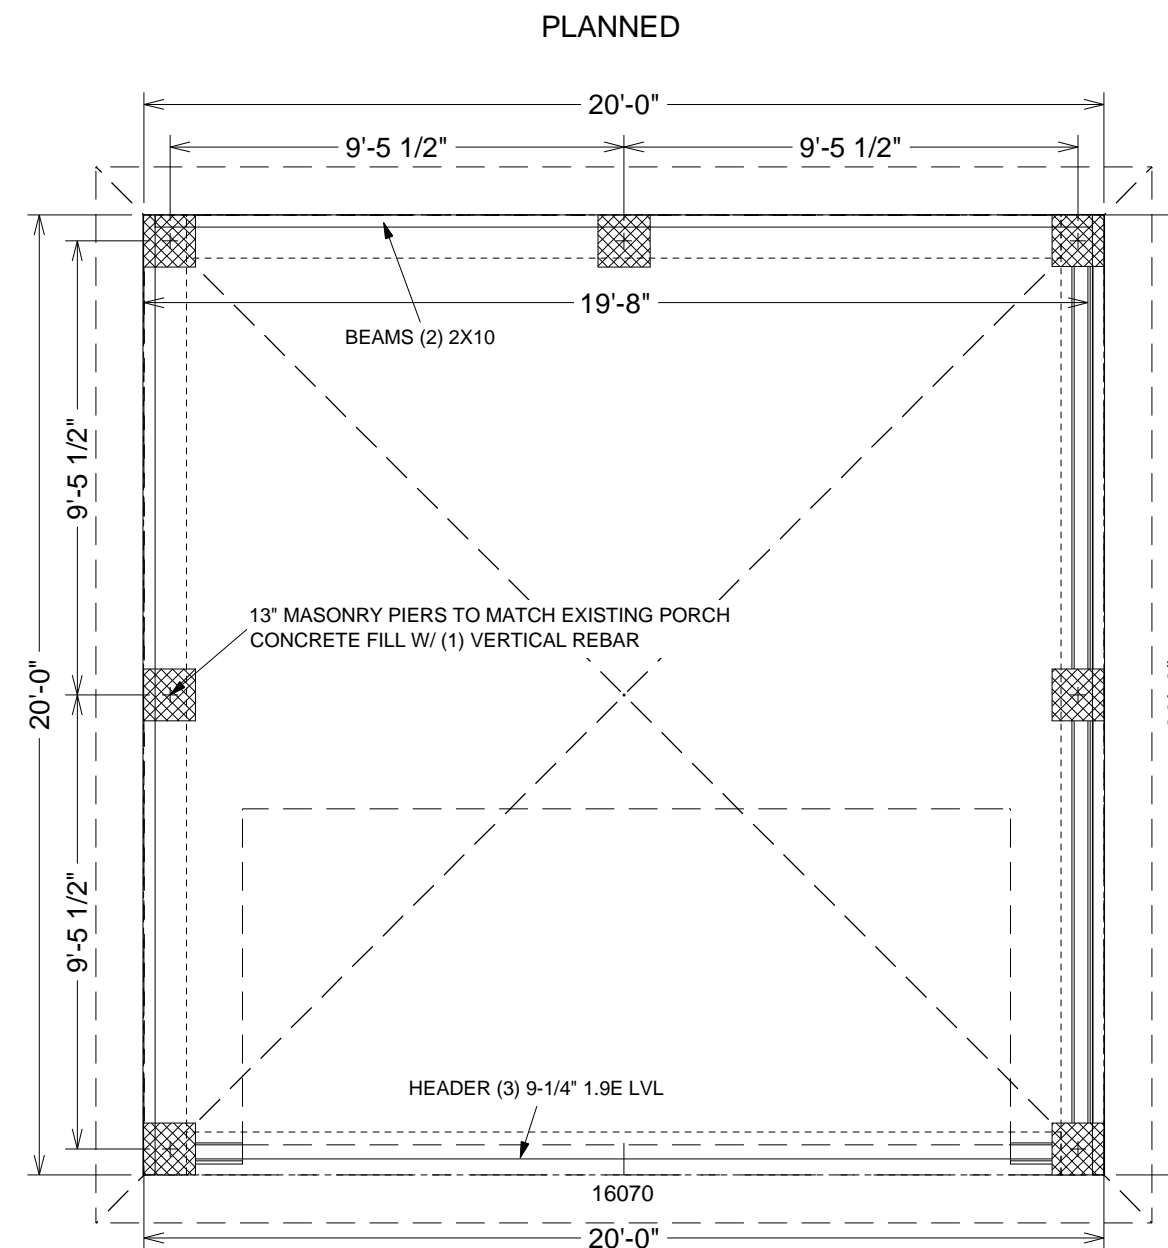 PLANNED
20'-0"
9'-5 1/2"
9'-5 1/2"
19'-8"
BEAMS (2) 2X10
9'-5 1/2"
13" MASONRY PIERS TO MATCH EXISTING PORCH
CONCRETE FILL W/ (1) VERTICAL REBAR
20'-0"
9'-5 1/2"
HEADER (3) 9-1/4" 1.9E LVL
16070
20'-0"